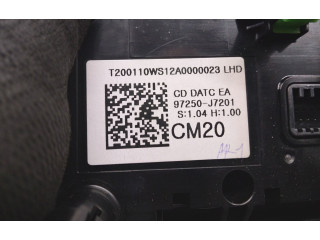 T200110WS12A0000023 LHD
CD DATC EA
97250-J7201
S:1.04 H:1.00
CM20